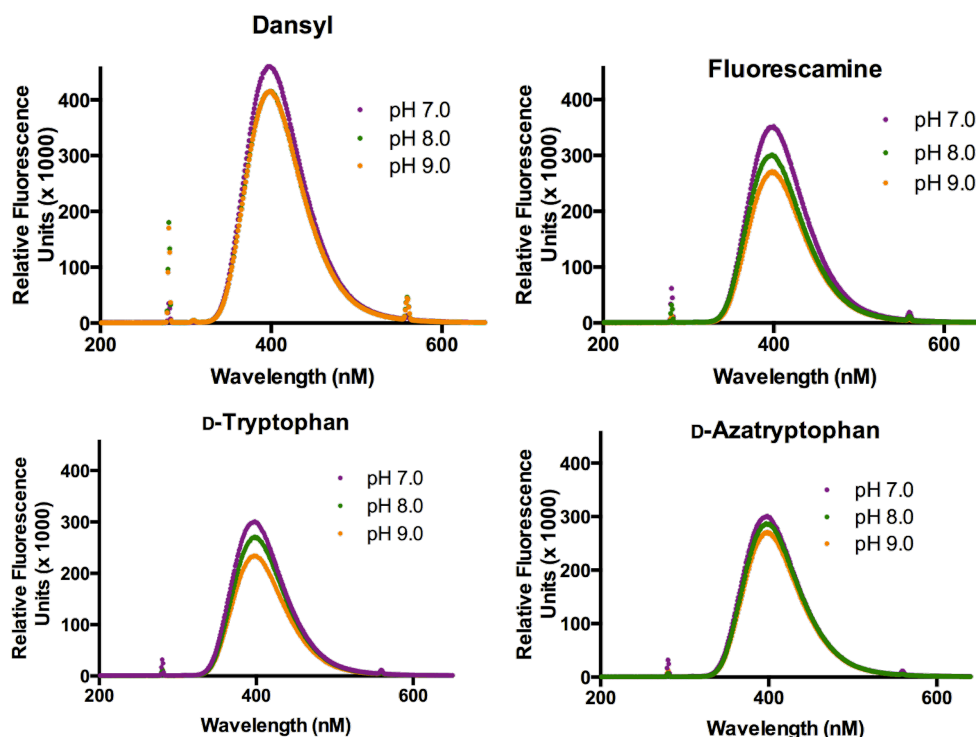 Dansyl
Relative Fluorescence
Units (x 1000)
400
300
200
100
0
200
400
600
Wavelength (nM)
pH 7.0
pH 8.0
pH 9.0
Fluorescamine
Relative Fluorescence
Units (x 1000)
400
300
200
100
0
200
400
600
Wavelength (nM)
pH 7.0
pH 8.0
pH 9.0
D-Tryptophan
Relative Fluorescence
Units (x 1000)
400
300
200
100
0
200
400
600
Wavelength (nM)
pH 7.0
pH 8.0
pH 9.0
D-Azatryptophan
Relative Fluorescence
Units (x 1000)
400
300
200
100
0
200
400
600
Wavelength (nM)
pH 7.0
pH 8.0
pH 9.0